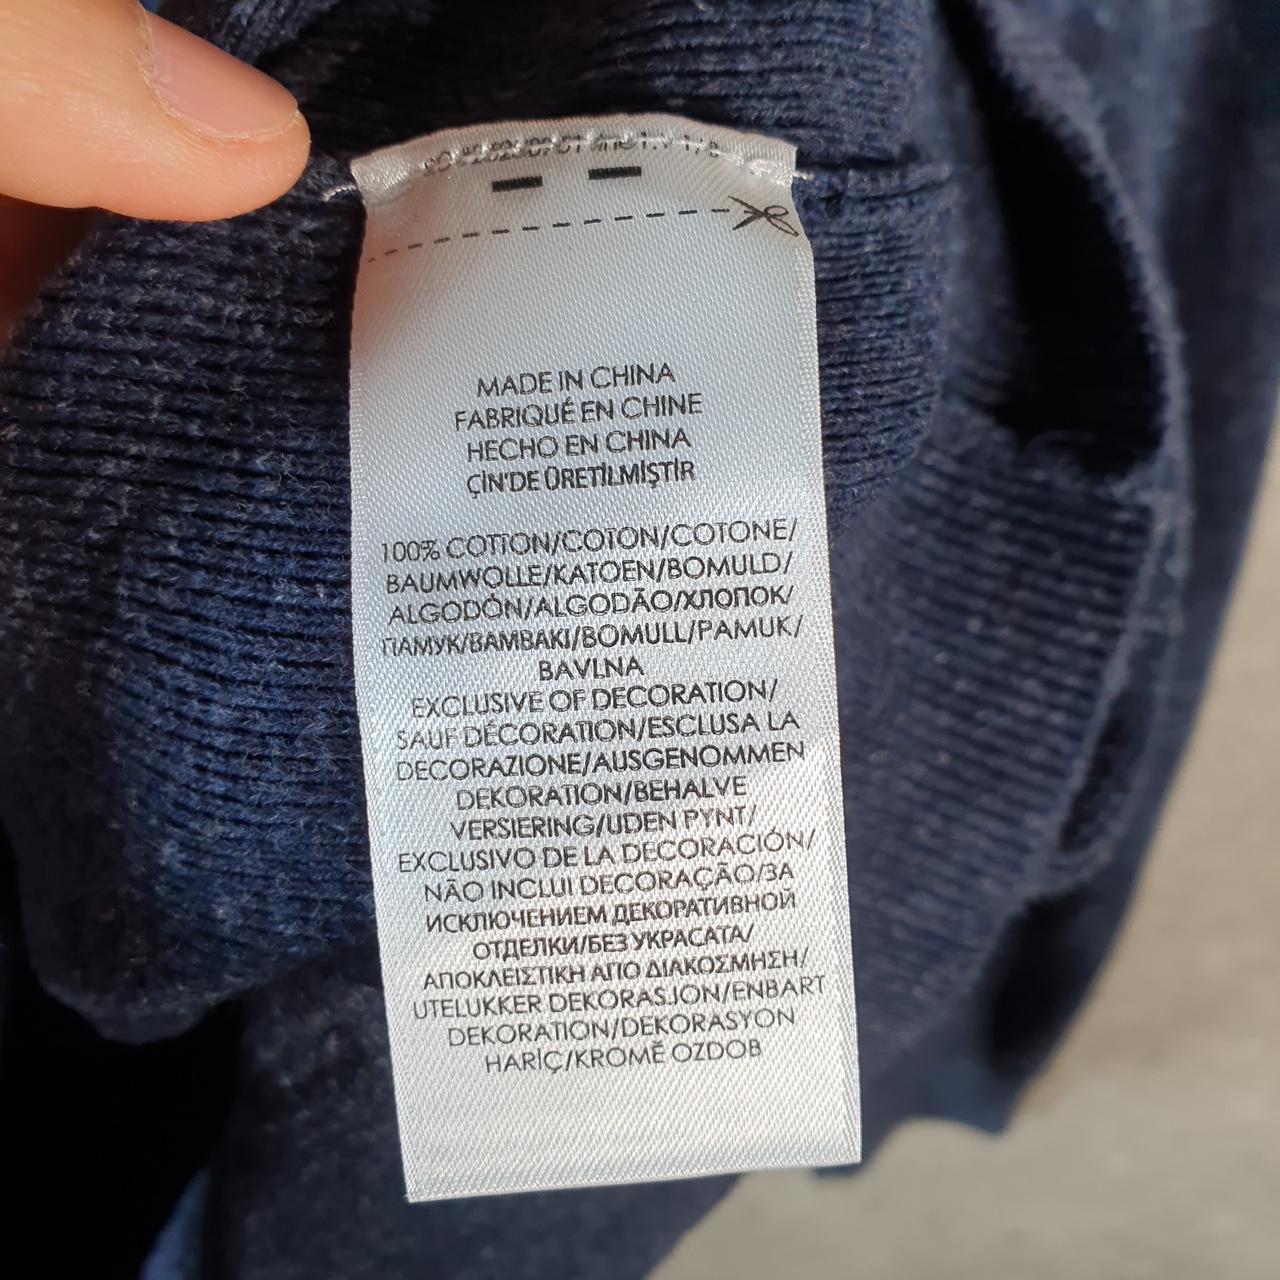 MADE IN CHINA
FABRIQUÉ EN CHINE
HECHO EN CHINA
ÇİN'DE ÜRETİLMİŞTİR
100% COTTON/COTON/COTONE/
BAUMWOLLE/KATOEN/BOMULD/
ALGODÓN/ALGODÃO/ХЛОПОК/
ПАМУК/ΒΑΜΒΑΚΙ/BOMULL/PAMUK/
BAVLNA
EXCLUSIVE OF DECORATION/
SAUF DÉCORATION/ESCLUSA LA
DECORAZIONE/AUSGENOMMEN
DEKORATION/BEHALVE
VERSIERING/UDEN PYNT/
EXCLUSIVO DE LA DECORACIÓN/
NÃO INCLUI DECORAÇÃO/ЗА
ИСКЛЮЧЕНИЕМ ДЕКОРАТИВНОЙ
ОТДЕЛКИ/БЕЗ УКРАСАТА/
ΑΠΟΚΛΕΙΣΤΙΚΗ ΑΠΟ ΔΙΑΚΟΣΜΗΣΗ/
UTELUKKER DEKORASJON/ENBART
DEKORATION/DEKORASYON
HARİÇ/KROMĚ OZDOB